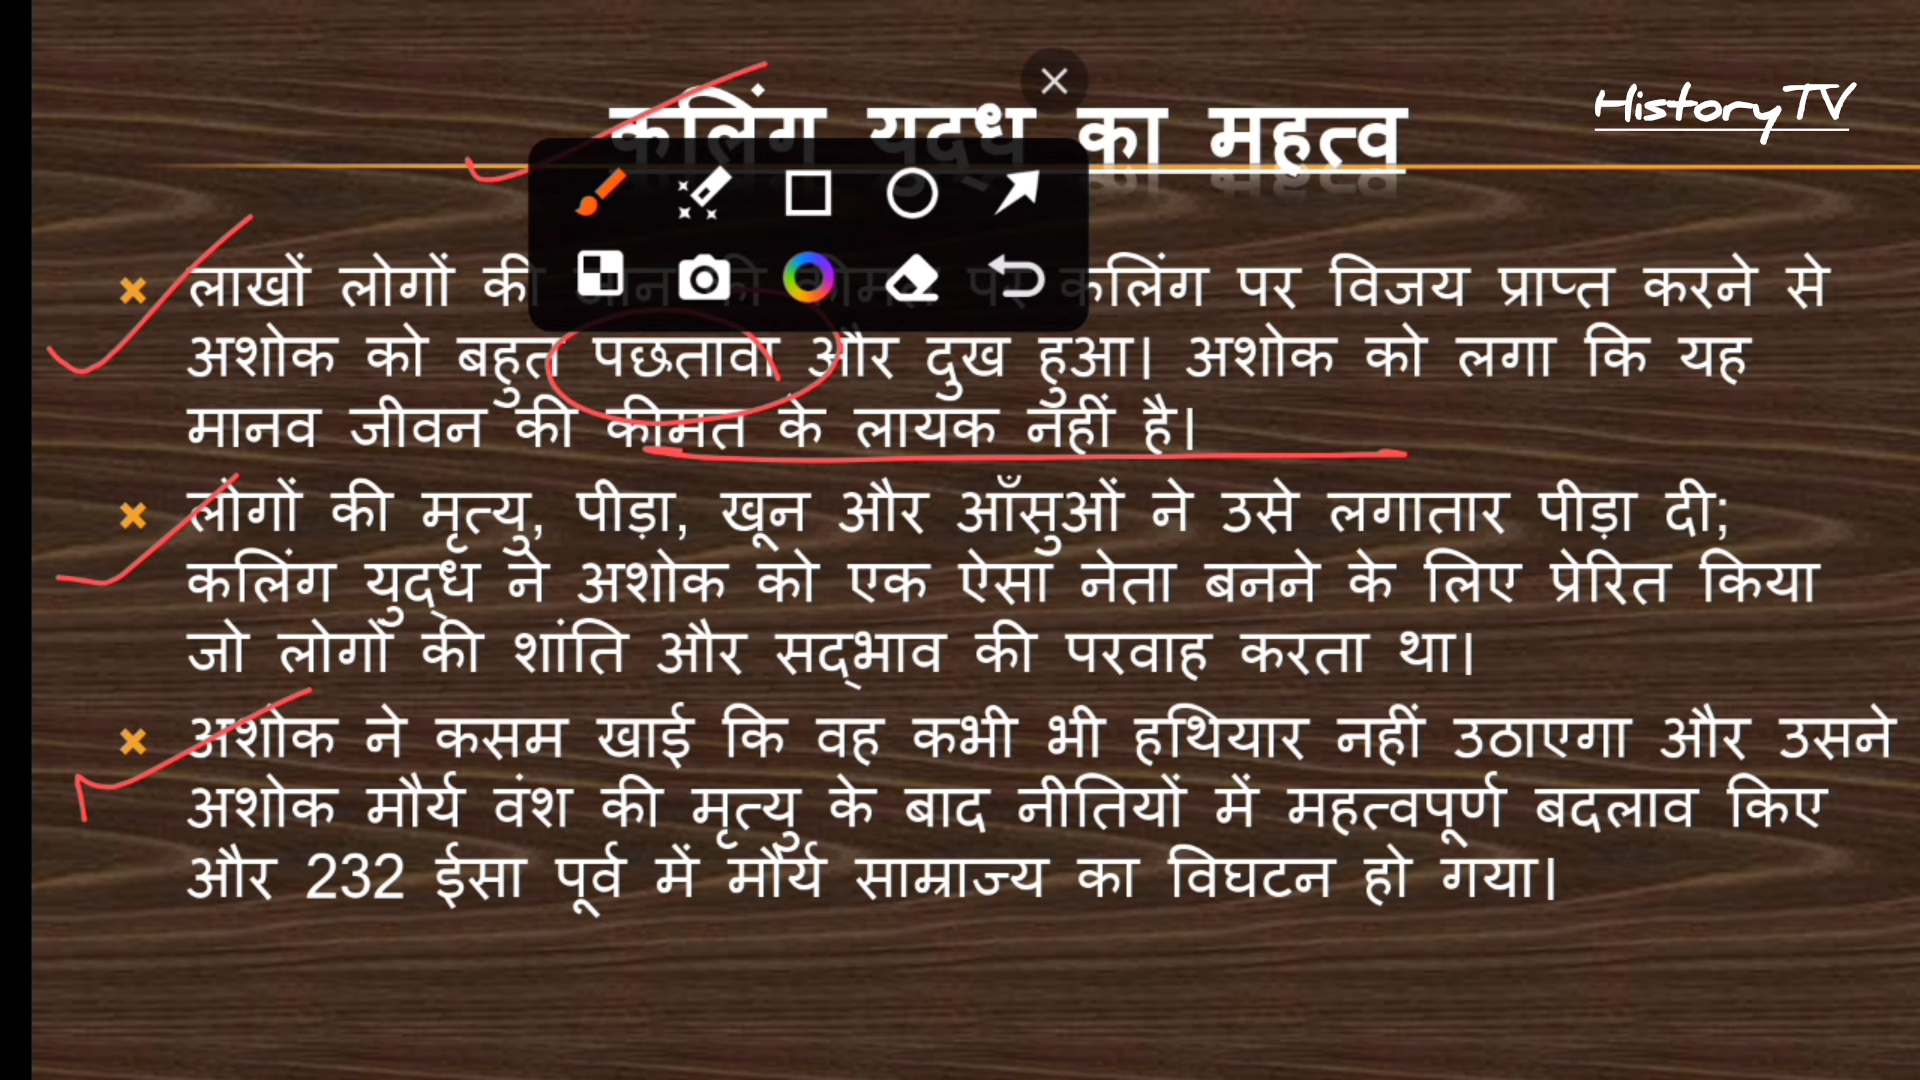 कलिंग युद्ध का महत्व
HistoryTV
लाखों लोगों की जान की कीमत पर कलिंग पर विजय प्राप्त करने से
अशोक को बहुत पछतावा और दुख हुआ। अशोक को लगा कि यह
मानव जीवन की कीमत के लायक नहीं है।
लोगों की मृत्यु, पीड़ा, खून और आँसुओं ने उसे लगातार पीड़ा दी;
कलिंग युद्ध ने अशोक को एक ऐसा नेता बनने के लिए प्रेरित किया
जो लोगों की शांति और सद्भाव की परवाह करता था।
अशोक ने कसम खाई कि वह कभी भी हथियार नहीं उठाएगा और उसने
अशोक मौर्य वंश की मृत्यु के बाद नीतियों में महत्वपूर्ण बदलाव किए
और 232 ईसा पूर्व में मौर्य साम्राज्य का विघटन हो गया।